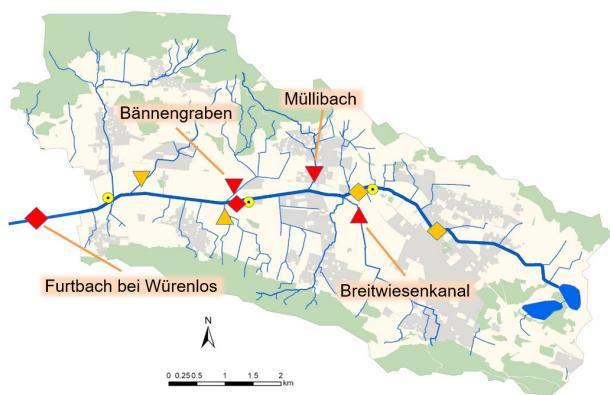 Müllibach
Bännengraben
Furtbach bei Würenlos
Breitwiesenkanal
N
0 0.25 0.5 1 1.5 2
km